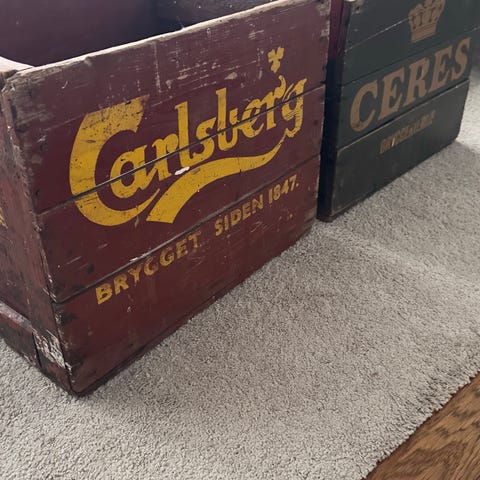 Carlsberg
BRYGGET SIDEN 1847.
CERES